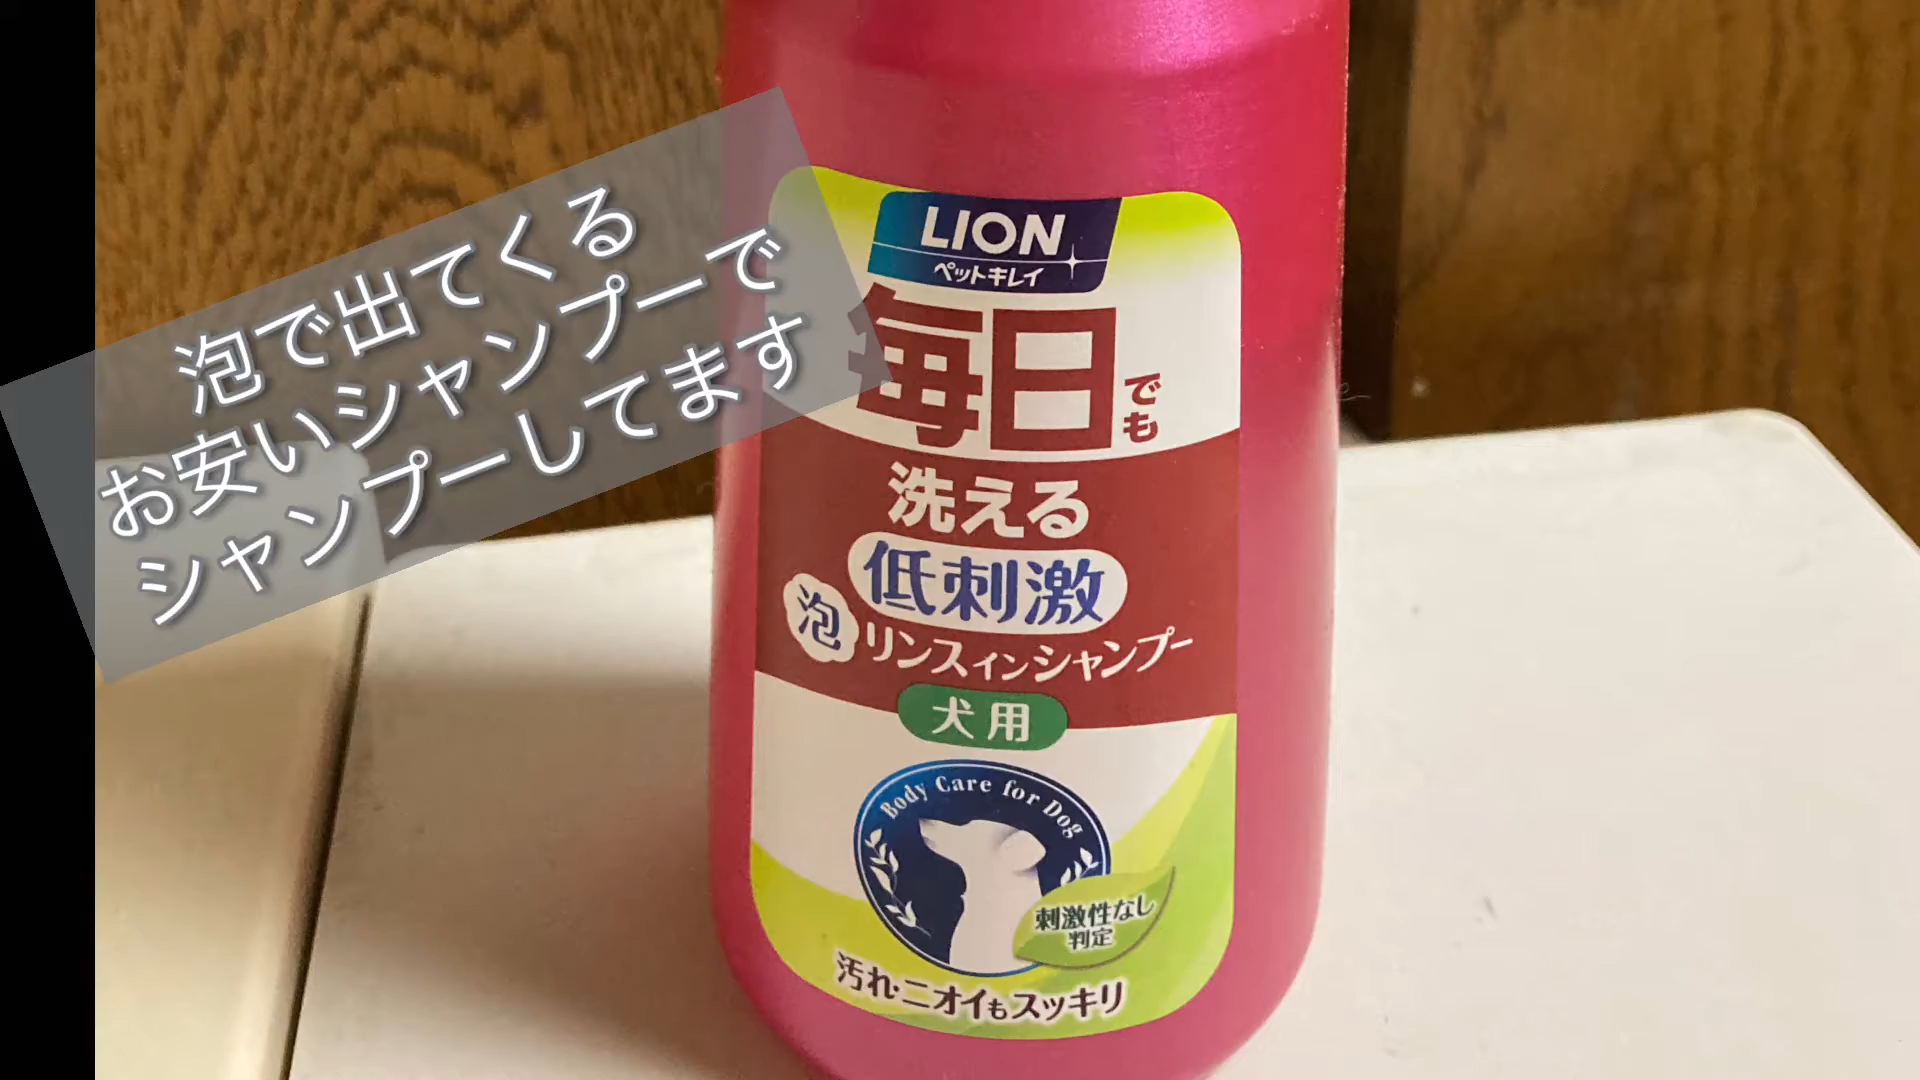 泡で出てくる
お安いシャンプーで
シャンプーしてます
LION
ペットキレイ
毎日でも
洗える
低刺激
泡リンスインシャンプー
犬用
Body Care for Dog
刺激性なし
判定
汚れ・ニオイもスッキリ